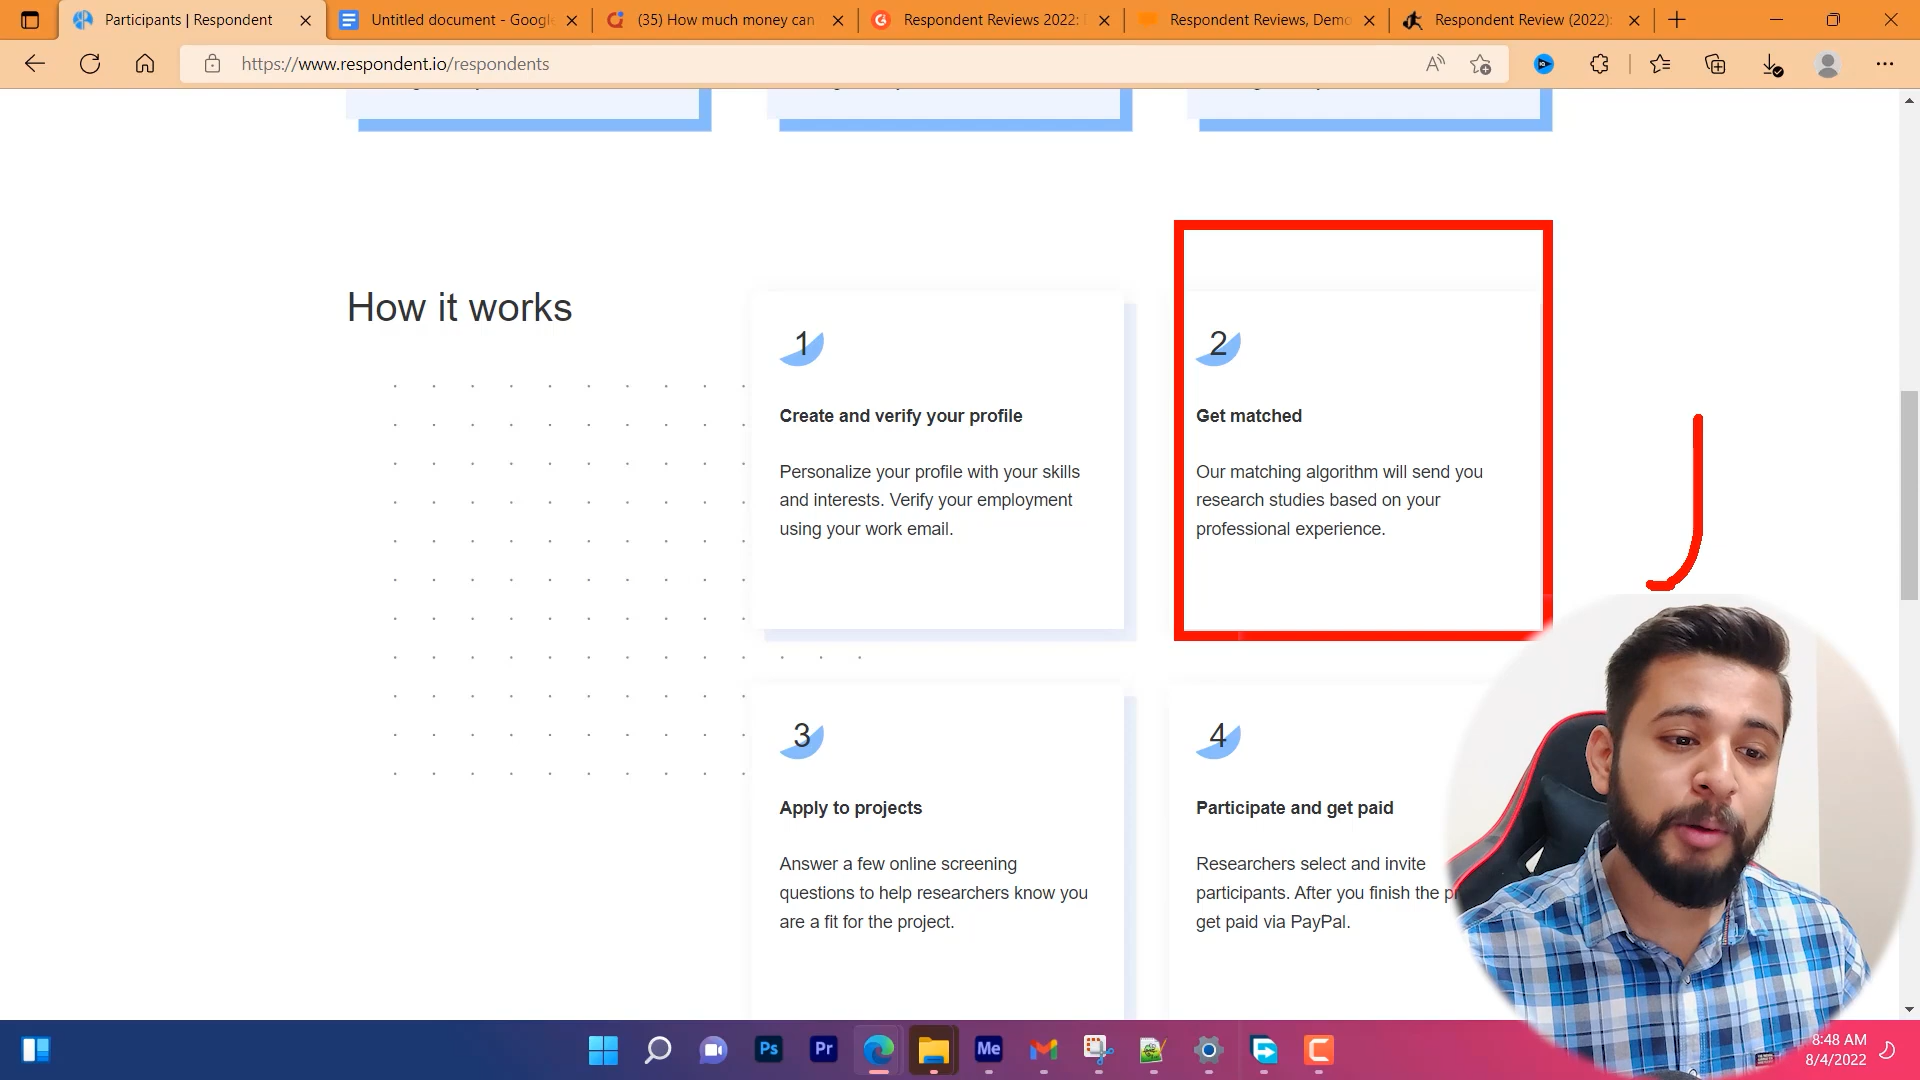 Participants | Respondent
Untitled document - Google
(35) How much money can
Respondent Reviews 2022:
Respondent Reviews, Demo
Respondent Review (2022):
https://www.respondent.io/respondents
How it works
1
Create and verify your profile
Personalize your profile with your skills
and interests. Verify your employment
using your work email.
2
Get matched
Our matching algorithm will send you
research studies based on your
professional experience.
3
Apply to projects
Answer a few online screening
questions to help researchers know you
are a fit for the project.
4
Participate and get paid
Researchers select and invite
participants. After you finish the
get paid via PayPal.
Ps
Pr
Me
8:48 AM
8/4/2022